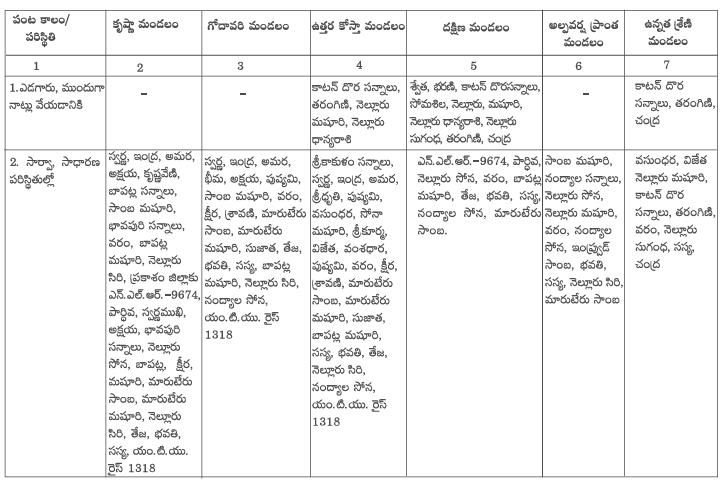 పంట కాలం/
పరిస్థితి
కృష్ణా మండలం
గోదావరి మండలం
ఉత్తర కోస్తా మండలం
దక్షిణ మండలం
అల్పవర్ష ప్రాంత
మండలం
ఉన్నత శ్రేణి
మండలం
1
2
3
4
5
6
7
1.ఎడగారు, ముందుగా
నాట్లు వేయడానికి
–
–
కాటన్ దొర సన్నాలు,
తరంగిణి, నెల్లూరు
మషూరి, నెల్లూరు
ధాన్యరాశి
శ్వేత, భరణి, కాటన్ దొరసన్నాలు,
సోమశిల, నెల్లూరు, మషూరి,
నెల్లూరు ధాన్యరాశి, నెల్లూరు
సుగంధ, తరంగిణి, చంద్ర
–
కాటన్ దొర
సన్నాలు, తరంగిణి,
చంద్ర
2. సార్వా, సాధారణ
పరిస్థితుల్లో
స్వర్ణ, ఇంద్ర, అమర,
అక్షయ, కృష్ణవేణి,
బాపట్ల సన్నాలు,
సాంబ మషూరి,
భావపురి సన్నాలు,
వరం, బాపట్ల
మషూరి, నెల్లూరు
సిరి, ప్రకాశం జిల్లాకు
ఎన్.ఎల్.ఆర్.–9674,
పార్ధివ, స్వర్ణముఖి,
అక్షయ, భావపురి
సన్నాలు, నెల్లూరు
సోన, బాపట్ల, క్షీర,
మషూరి, మారుటేరు
సాంబ, మారుటేరు
మషూరి, నెల్లూరు
సిరి, తేజ, భవతి,
సస్య, యం.టి.యు.
రైస్ 1318
స్వర్ణ, ఇంద్ర, అమర,
భీమ, అక్షయ, పుష్యమి,
సాంబ మషూరి, వరం,
క్షీర, శ్రావణి, మారుటేరు
సాంబ, మారుటేరు
మషూరి, సుజాత, తేజ,
భవతి, సస్య, బాపట్ల
మషూరి, నెల్లూరు సిరి,
నంద్యాల సోన,
యం.టి.యు. రైస్
1318
శ్రీకాకుళం సన్నాలు,
స్వర్ణ, ఇంద్ర, అమర,
శ్రీధృతి, పుష్యమి,
వసుంధర, సోనా
మషూరి, శ్రీకూర్మ,
విజేత, వంశధార,
పుష్యమి, వరం, క్షీర,
శ్రావణి, మారుటేరు
సాంబ, మారుటేరు
మషూరి, సుజాత,
బాపట్ల మషూరి,
సస్య, భవతి, తేజ,
నెల్లూరు సిరి,
నంద్యాల సోన,
యం.టి.యు. రైస్
1318
ఎన్.ఎల్.ఆర్.–9674, పార్ధివ,
నెల్లూరు సోన, వరం, బాపట్ల
మషూరి, తేజ, భవతి, సస్య,
నంద్యాల సోన, మారుటేరు
సాంబ.
సాంబ మషూరి,
నంద్యాల సన్నాలు,
నెల్లూరు సోన,
నెల్లూరు మషూరి,
వరం, నంద్యాల
సోన, ఇంప్రువ్డ్
సాంబ, భవతి,
సస్య, నెల్లూరు సిరి,
మారుటేరు సాంబ
వసుంధర, విజేత
నెల్లూరు మషూరి,
కాటన్ దొర
సన్నాలు, తరంగిణి,
వరం, నెల్లూరు
సుగంధ, సస్య,
చంద్ర